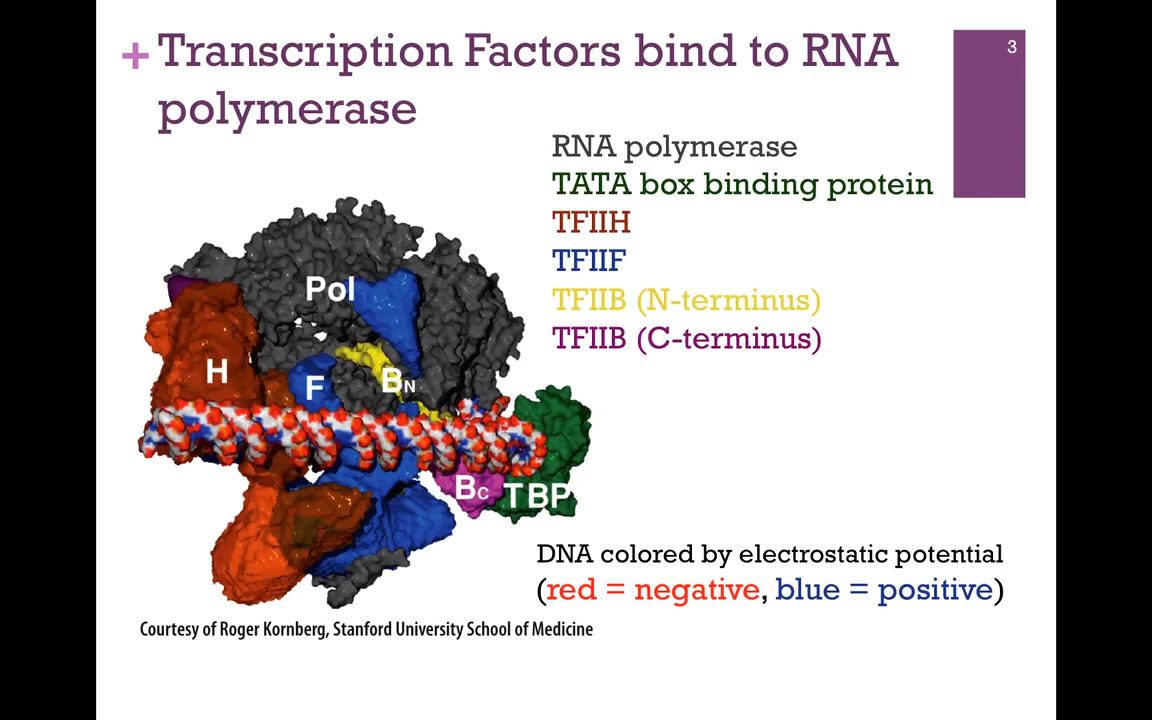 + Transcription Factors bind to RNA
polymerase
3
RNA polymerase
TATA box binding protein
TFIIH
TFIIF
TFIIB (N-terminus)
TFIIB (C-terminus)
Pol
H
F
BN
BC
TBP
DNA colored by electrostatic potential
(red = negative, blue = positive)
Courtesy of Roger Kornberg, Stanford University School of Medicine